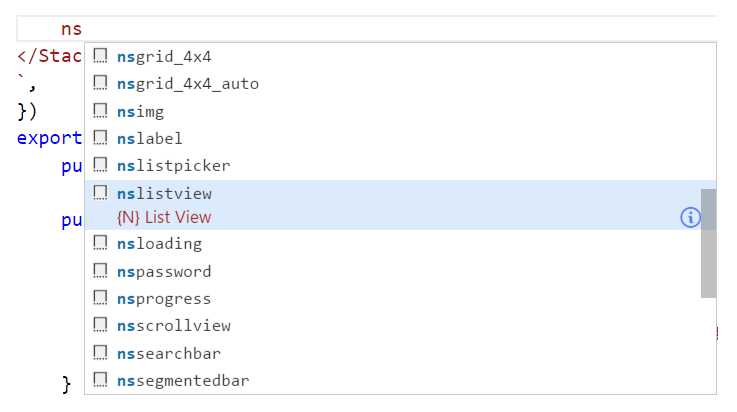 ns
</Stac
nsgrid_4x4
nsgrid_4x4_auto
`,
nsimg
})
nslabel
export
nslistpicker
pu
nslistview
{N} List View
pu
nsloading
nspassword
nsprogress
nsscrollview
nssearchbar
nssegmentedbar
}